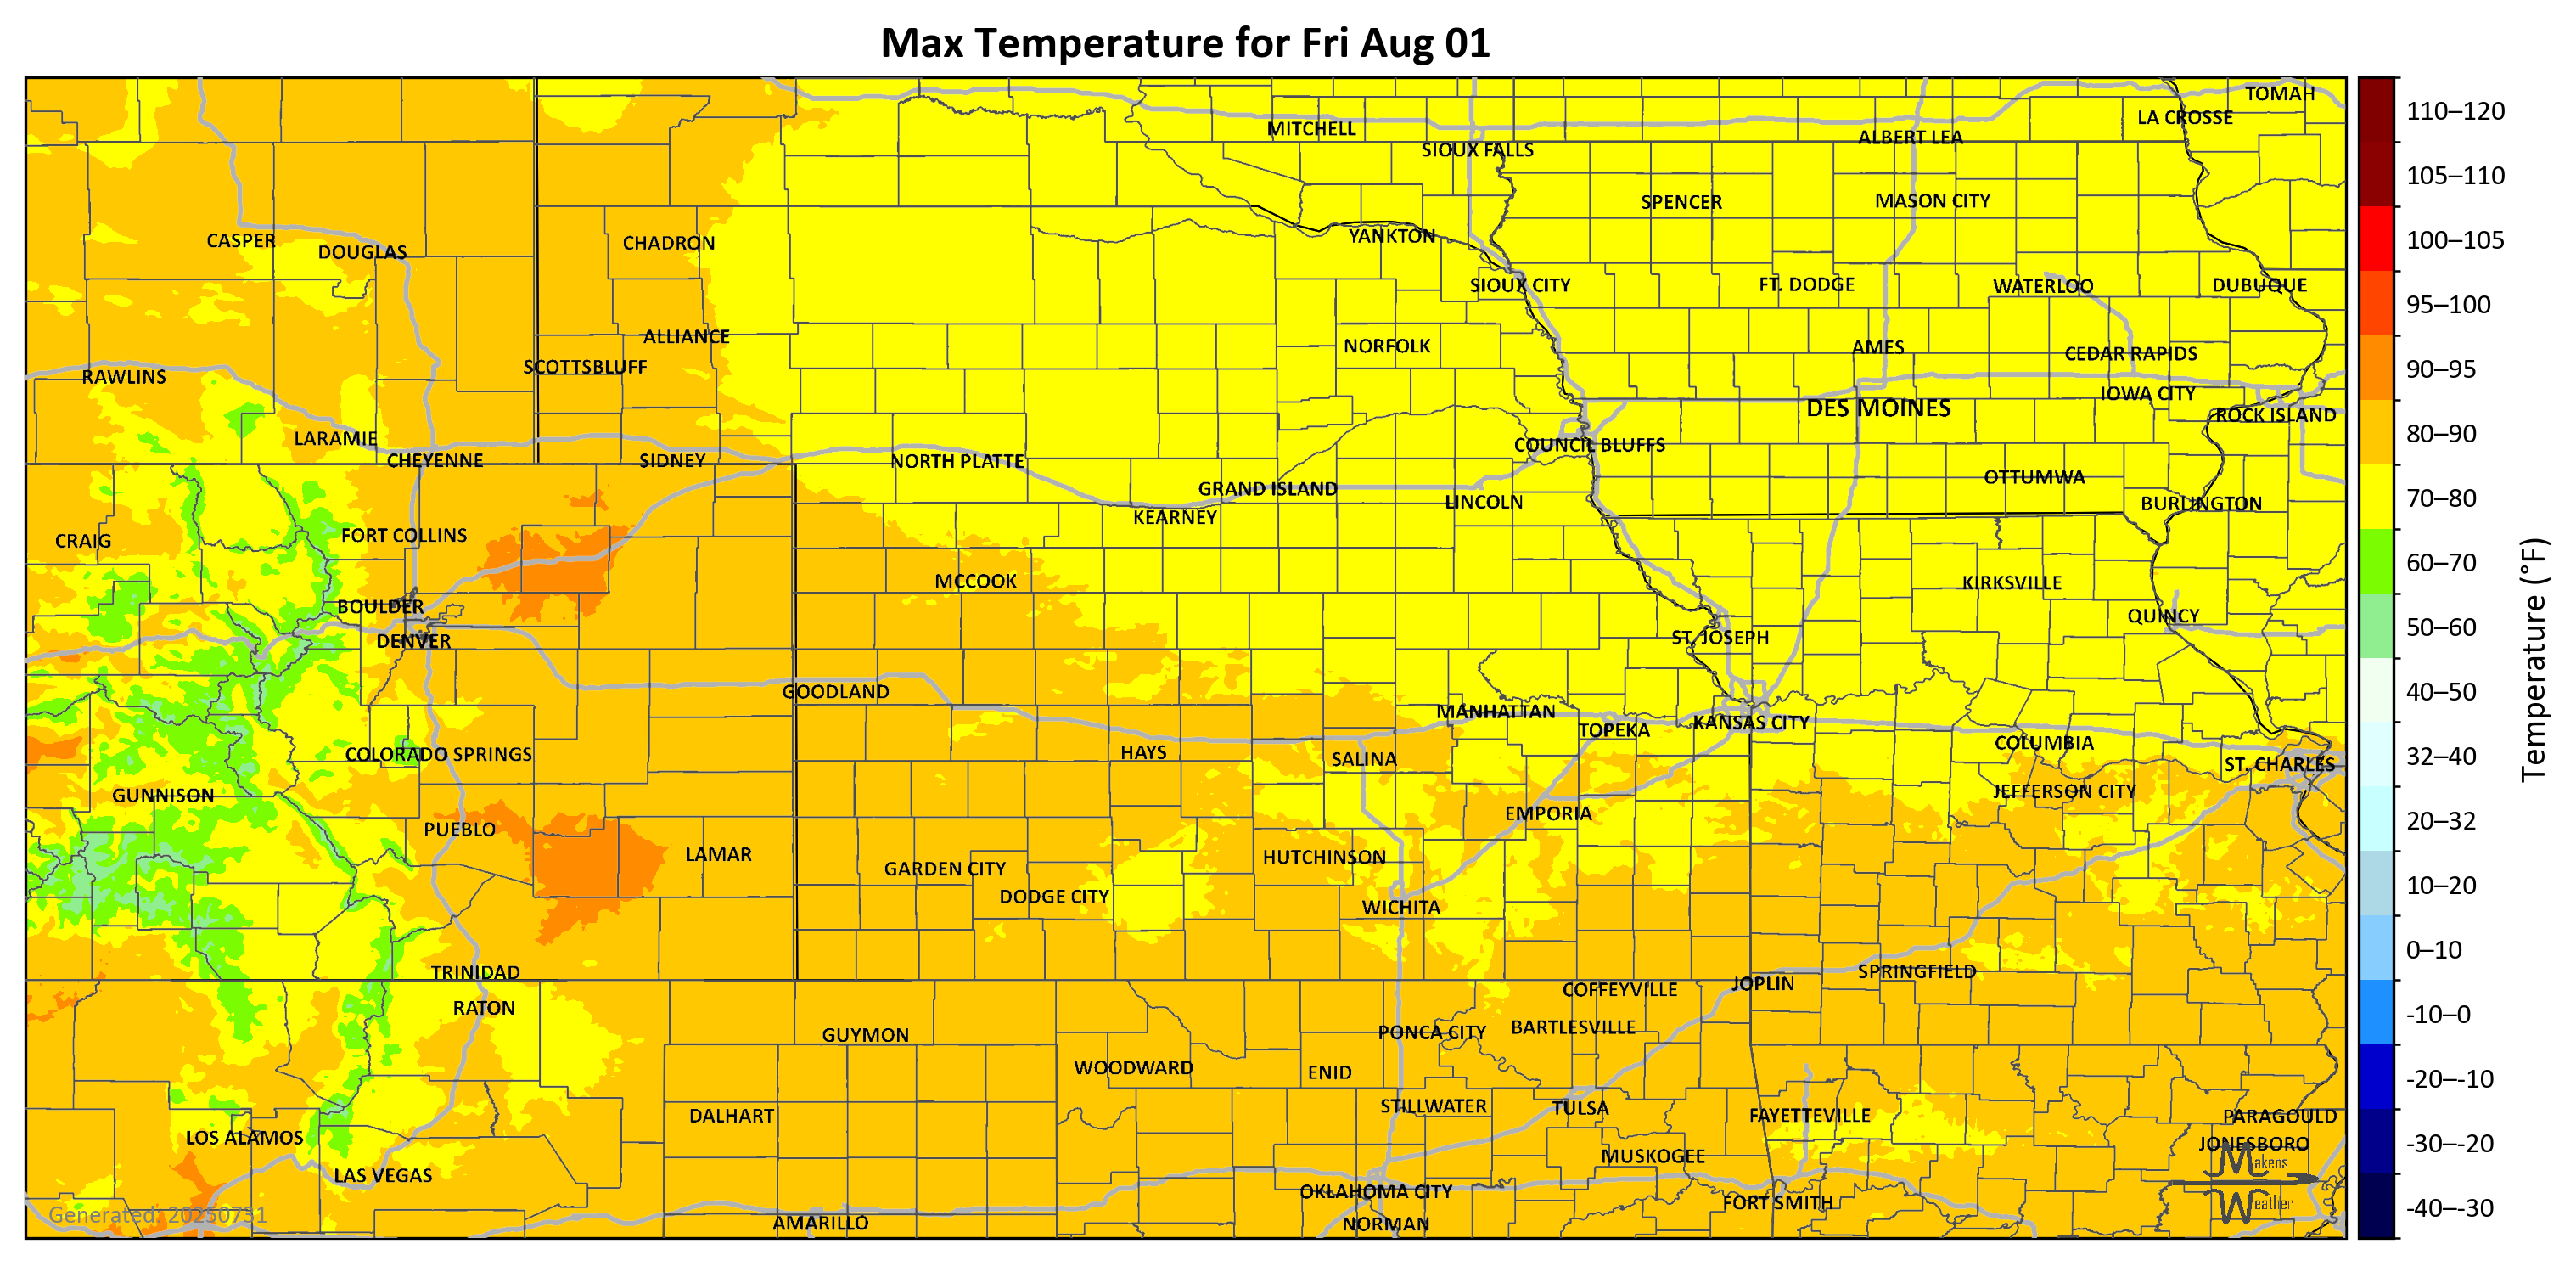 Max Temperature for Fri Aug 01
TOMAH
LA CROSSE
MITCHELL
ALBERT LEA
SIOUX FALLS
SPENCER
MASON CITY
CASPER
DOUGLAS
CHADRON
YANKTON
SIOUX CITY
FT. DODGE
WATERLOO
DUBUQUE
ALLIANCE
NORFOLK
AMES
CEDAR RAPIDS
SCOTTSBLUFF
RAWLINS
IOWA CITY
DES MOINES
ROCK ISLAND
LARAMIE
COUNCIL BLUFFS
CHEYENNE
SIDNEY
NORTH PLATTE
OTTUMWA
GRAND ISLAND
LINCOLN
BURLINGTON
KEARNEY
FORT COLLINS
CRAIG
MCCOOK
KIRKSVILLE
BOULDER
QUINCY
DENVER
ST. JOSEPH
GOODLAND
MANHATTAN
KANSAS CITY
TOPEKA
COLUMBIA
COLORADO SPRINGS
HAYS
SALINA
ST. CHARLES
GUNNISON
JEFFERSON CITY
EMPORIA
PUEBLO
LAMAR
HUTCHINSON
GARDEN CITY
DODGE CITY
WICHITA
TRINIDAD
SPRINGFIELD
JOPLIN
COFFEYVILLE
RATON
GUYMON
PONCA CITY
BARTLESVILLE
WOODWARD
ENID
DALHART
STILLWATER
TULSA
FAYETTEVILLE
PARAGOULD
LOS ALAMOS
JONESBORO
MUSKOGEE
LAS VEGAS
OKLAHOMA CITY
FORT SMITH
AMARILLO
NORMAN
Generated: 20250731
Makens
Weather
110–120
105–110
100–105
95–100
90–95
80–90
70–80
60–70
50–60
40–50
32–40
20–32
10–20
0–10
-10–0
-20–-10
-30–-20
-40–-30
Temperature (°F)